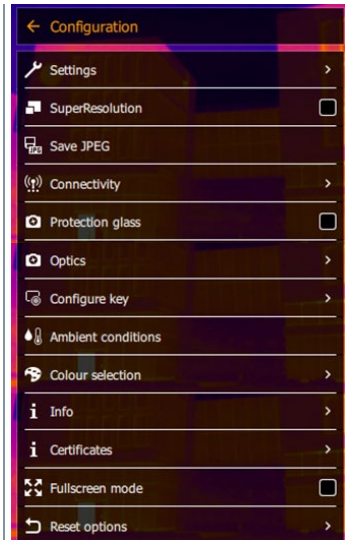 Configuration
Settings
SuperResolution
JPG
Save JPEG
Connectivity
Protection glass
Optics
Configure key
Ambient conditions
Colour selection
Info
Certificates
Fullscreen mode
Reset options